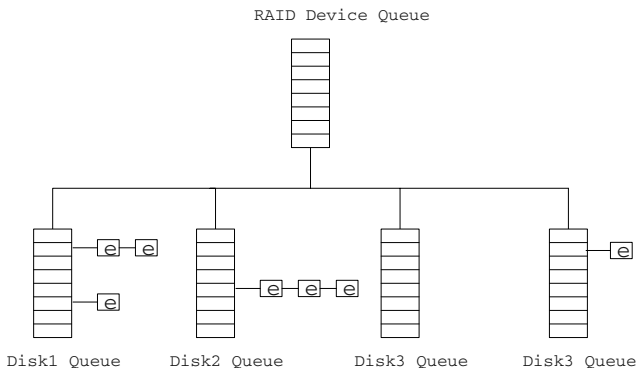 RAID Device Queue
e e
e
e e e
e
Disk1 Queue Disk2 Queue Disk3 Queue Disk3 Queue